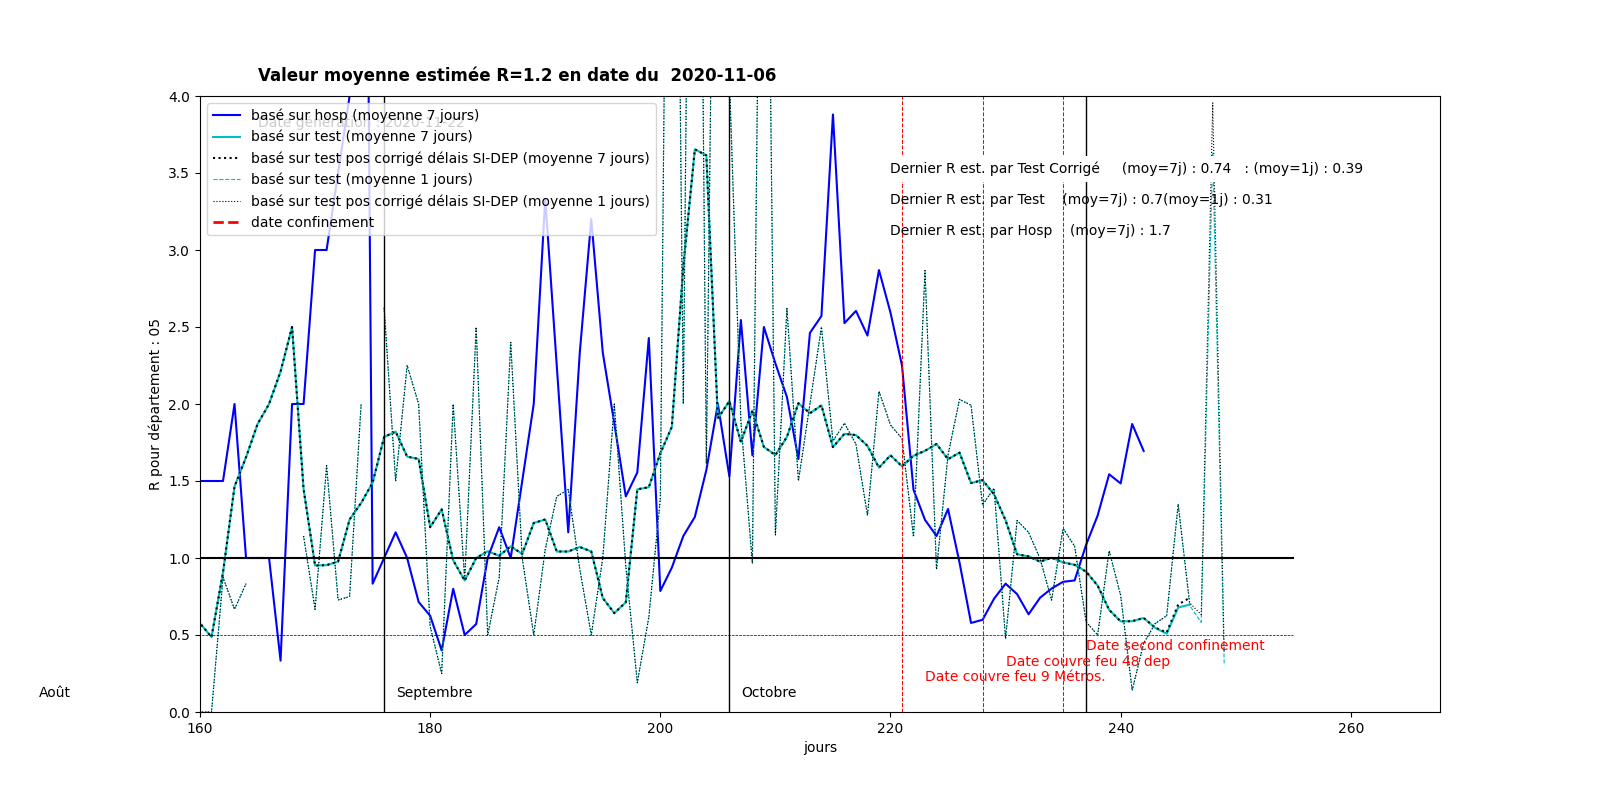 Valeur moyenne estimée R=1.2 en date du  2020-11-06
Date génération : 2020-11-22
basé sur hosp (moyenne 7 jours)
basé sur test (moyenne 7 jours)
basé sur test pos corrigé délais SI-DEP (moyenne 7 jours)
basé sur test (moyenne 1 jours)
basé sur test pos corrigé délais SI-DEP (moyenne 1 jours)
date confinement
Dernier R est. par Test Corrigé (moy=7j) : 0.74 : (moy=1j) : 0.39
Dernier R est. par Test (moy=7j) : 0.7(moy=1j) : 0.31
Dernier R est. par Hosp (moy=7j) : 1.7
R pour département : 05
4.0
3.5
3.0
2.5
2.0
1.5
1.0
0.5
0.0
Date second confinement
Date couvre feu 48 dep
Date couvre feu 9 Métros.
Août
Septembre
Octobre
160
180
200
220
240
260
jours